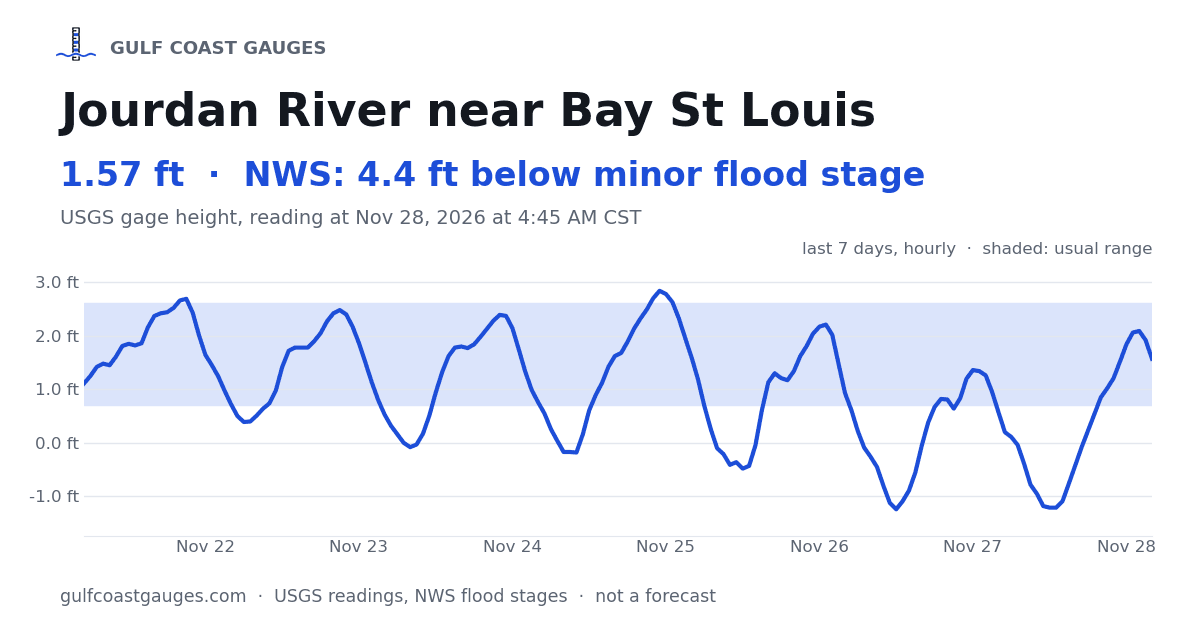 GULF COAST GAUGES
Jourdan River near Bay St Louis
1.57 ft · NWS: 4.4 ft below minor flood stage
USGS gage height, reading at Nov 28, 2026 at 4:45 AM CST
last 7 days, hourly · shaded: usual range
3.0 ft
2.0 ft
1.0 ft
0.0 ft
-1.0 ft
Nov 22 Nov 23 Nov 24 Nov 25 Nov 26 Nov 27 Nov 28
gulfcoastgauges.com · USGS readings, NWS flood stages · not a forecast